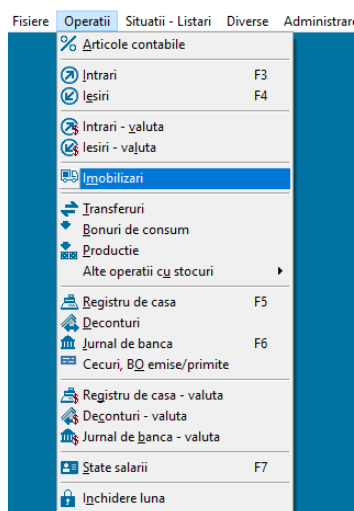 Fisiere Operatii Situatii - Listari Diverse Administrare
Articole contabile
Intrari F3
Iesiri F4
Intrari - valuta
Iesiri - valuta
Imobilizari
Transferuri
Bonuri de consum
Productie
Alte operatii cu stocuri
Registru de casa F5
Deconturi
Jurnal de banca F6
Cecuri, BO emise/primite
Registru de casa - valuta
Deconturi - valuta
Jurnal de banca - valuta
State salarii F7
Inchidere luna